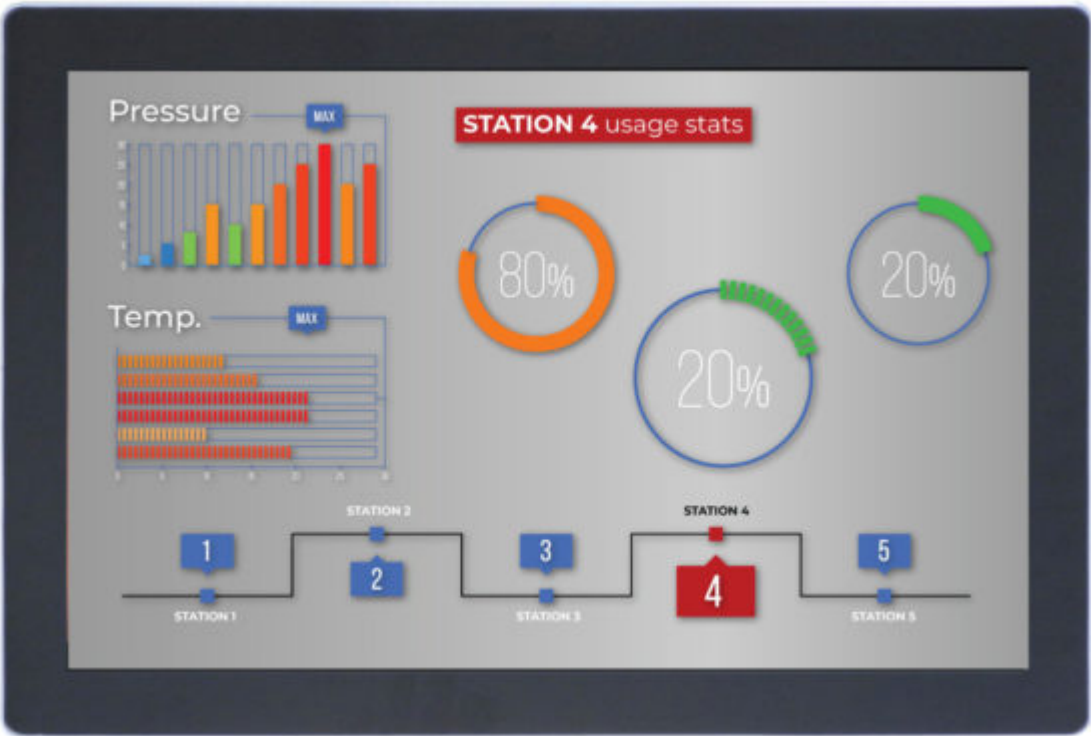 Pressure
MAX
STATION 4 usage stats
80%
20%
20%
Temp.
MAX
STATION 2
STATION 4
1
3
5
2
4
STATION 1
STATION 3
STATION 5